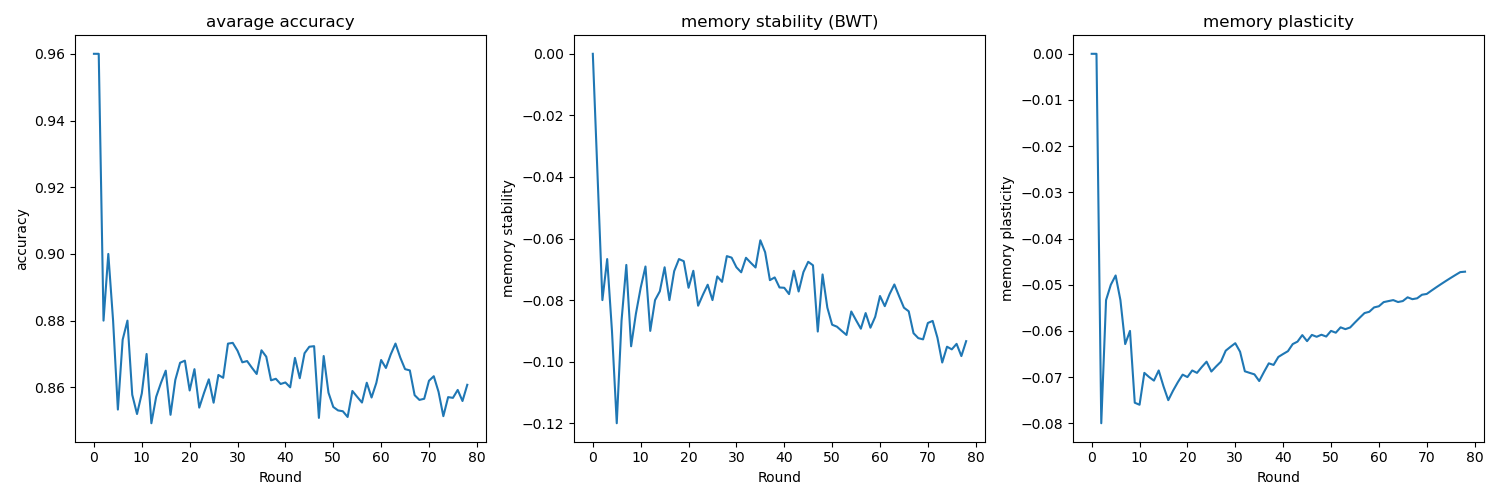 avarage accuracy
0.96
0.94
0.92
0.90
0.88
0.86
accuracy
0 10 20 30 40 50 60 70 80
Round
memory stability (BWT)
0.00
−0.02
−0.04
−0.06
−0.08
−0.10
−0.12
memory stability
0 10 20 30 40 50 60 70 80
Round
memory plasticity
0.00
−0.01
−0.02
−0.03
−0.04
−0.05
−0.06
−0.07
−0.08
memory plasticity
0 10 20 30 40 50 60 70 80
Round